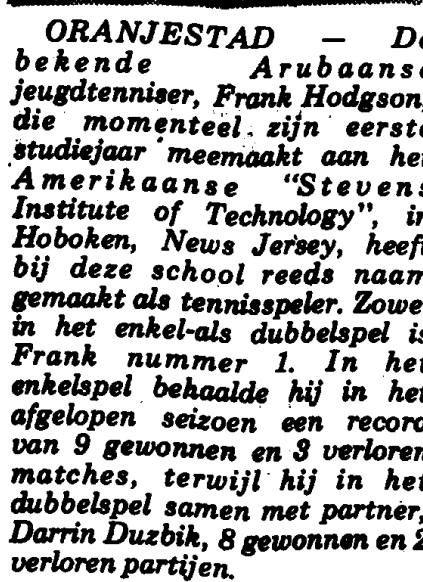 ORANJESTAD — De
bekende Arubaanse
jeugdtenniser, Frank Hodgson,
die momenteel zijn eerste
studiejaar meemaakt aan het
Amerikaanse "Stevens
Institute of Technology", in
Hoboken, News Jersey, heeft
bij deze school reeds naam
gemaakt als tennisspeler. Zowel
in het enkel-als dubbelspel is
Frank nummer 1. In het
enkelspel behaalde hij in het
afgelopen seizoen een record
van 9 gewonnen en 3 verloren
matches, terwijl hij in het
dubbelspel samen met partner,
Darrin Duzbik, 8 gewonnen en 2
verloren partijen.